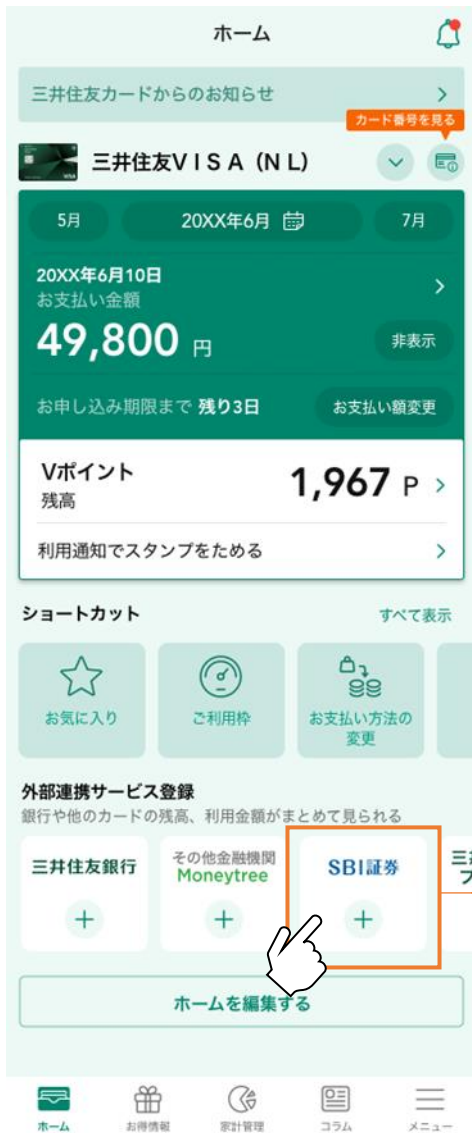 ホーム
三井住友カードからのお知らせ
カード番号を見る
三井住友VISA（NL）
5月 20XX年6月 7月
20XX年6月10日
お支払い金額
49,800 円 非表示
お申し込み期限まで 残り3日 お支払い額変更
Vポイント
残高
1,967 P
利用通知でスタンプをためる
ショートカット すべて表示
お気に入り
ご利用枠
お支払い方法の
変更
外部連携サービス登録
銀行や他のカードの残高、利用金額がまとめて見られる
三井住友銀行
その他金融機関
Moneytree
SBI証券
ホームを編集する
ホーム お得情報 家計管理 コラム メニュー